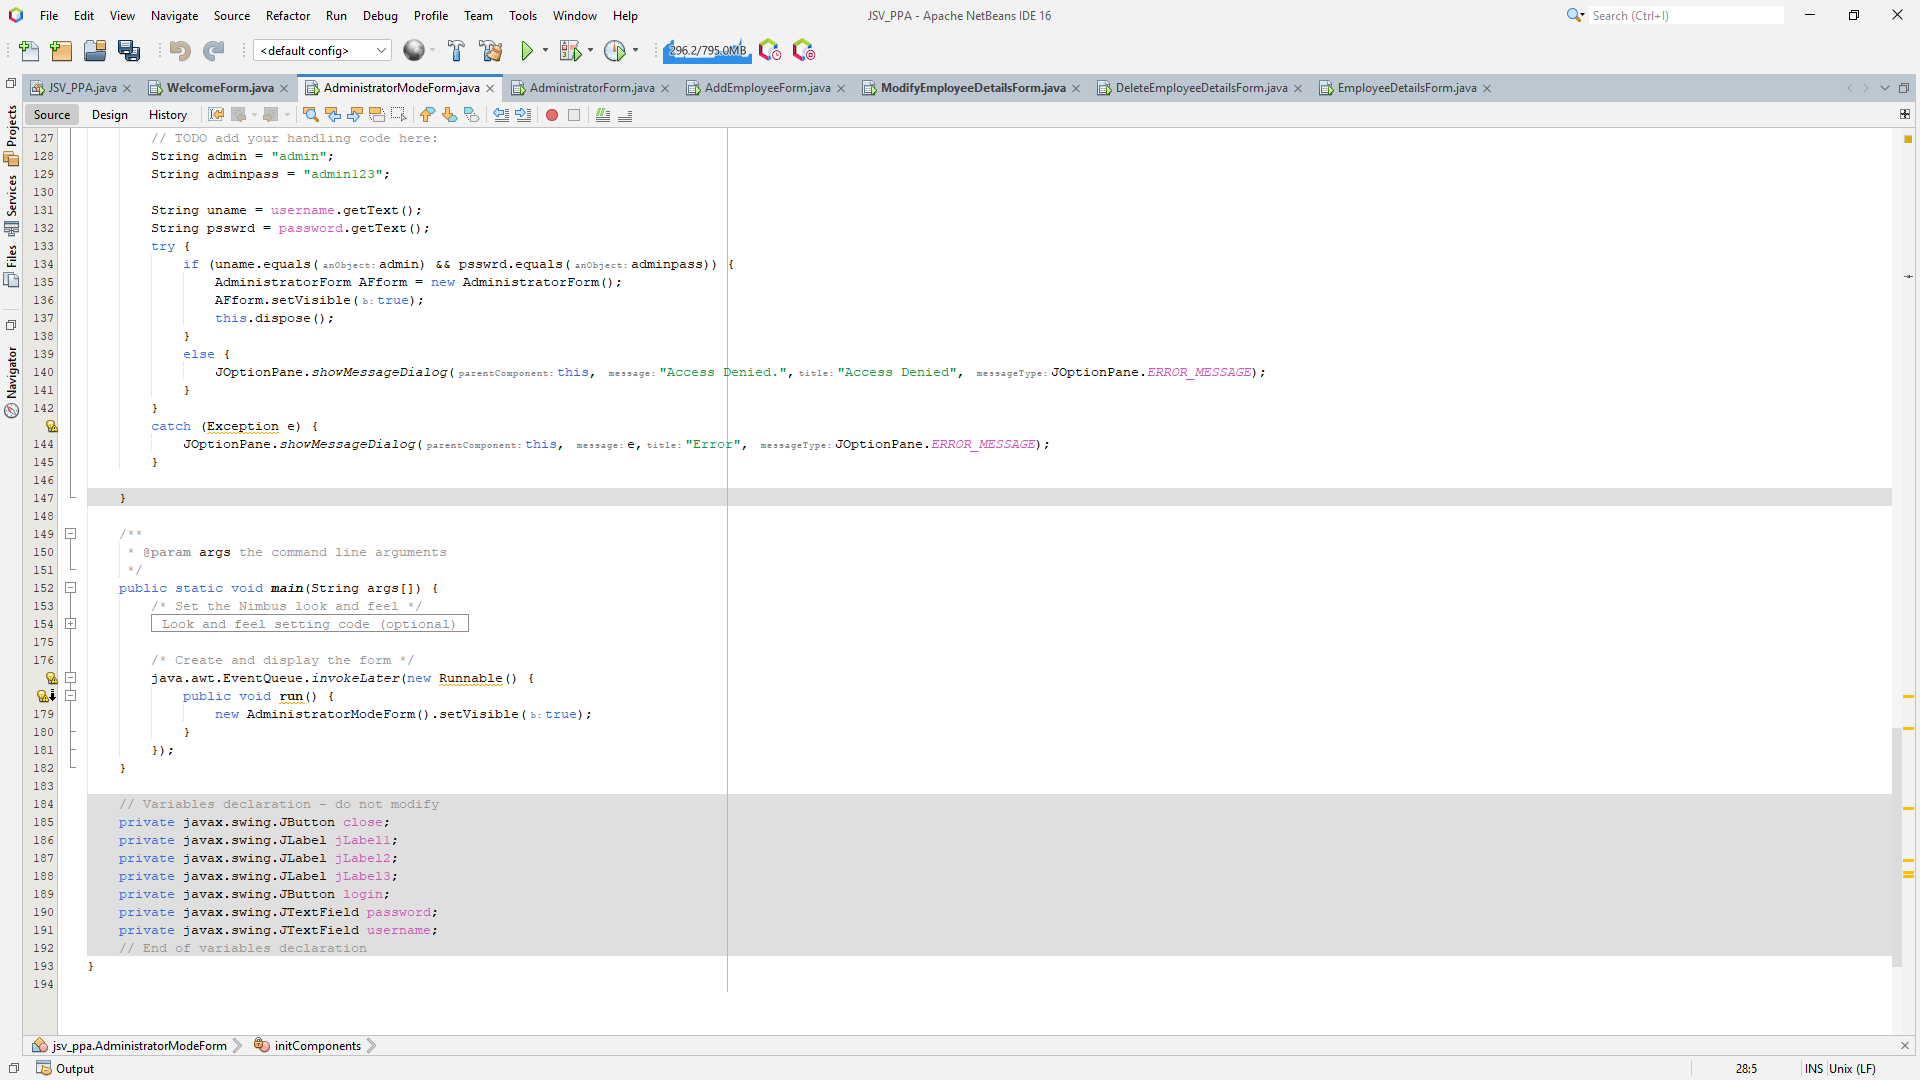 File Edit View Navigate Source Refactor Run Debug Profile Team Tools Window Help JSV_PPA - Apache NetBeans IDE 16 Search (Ctrl+I)
<default config> 296.2/795.0MB
JSV_PPA.java WelcomeForm.java AdministratorModeForm.java AdministratorForm.java AddEmployeeForm.java ModifyEmployeeDetailsForm.java DeleteEmployeeDetailsForm.java EmployeeDetailsForm.java
Source Design History
Projects
Services
Files
Navigator
127 // TODO add your handling code here:
128 String admin = "admin";
129 String adminpass = "admin123";
130
131 String uname = username.getText();
132 String psswrd = password.getText();
133 try {
134 if (uname.equals( anObject: admin) && psswrd.equals( anObject: adminpass)) {
135 AdministratorForm AFform = new AdministratorForm();
136 AFform.setVisible( b: true);
137 this.dispose();
138 }
139 else {
140 JOptionPane.showMessageDialog( parentComponent: this, message: "Access Denied.", title: "Access Denied", messageType: JOptionPane.ERROR_MESSAGE);
141 }
142 }
catch (Exception e) {
144 JOptionPane.showMessageDialog( parentComponent: this, message: e, title: "Error", messageType: JOptionPane.ERROR_MESSAGE);
145 }
146
147 }
148
149 /**
150 * @param args the command line arguments
151 */
152 public static void main(String args[]) {
153 /* Set the Nimbus look and feel */
154 Look and feel setting code (optional)
175
176 /* Create and display the form */
java.awt.EventQueue.invokeLater(new Runnable() {
public void run() {
179 new AdministratorModeForm().setVisible( b: true);
180 }
181 });
182 }
183
184 // Variables declaration - do not modify
185 private javax.swing.JButton close;
186 private javax.swing.JLabel jLabel1;
187 private javax.swing.JLabel jLabel2;
188 private javax.swing.JLabel jLabel3;
189 private javax.swing.JButton login;
190 private javax.swing.JTextField password;
191 private javax.swing.JTextField username;
192 // End of variables declaration
193 }
194
jsv_ppa.AdministratorModeForm initComponents
Output 28:5 INS Unix (LF)